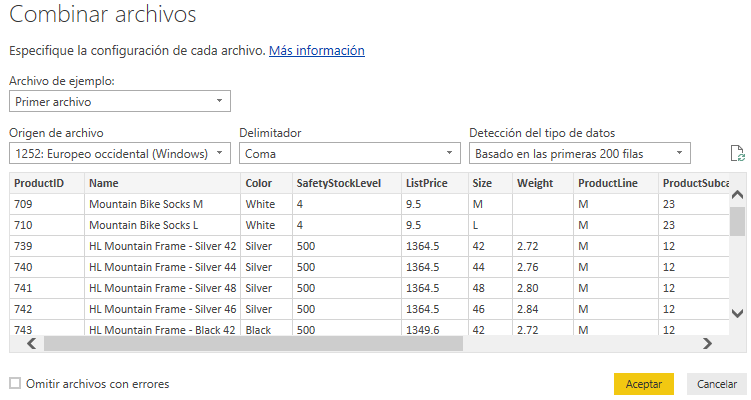 Combinar archivos
Especifique la configuración de cada archivo. Más información
Archivo de ejemplo:
Primer archivo
Origen de archivo Delimitador Detección del tipo de datos
1252: Europeo occidental (Windows) Coma Basado en las primeras 200 filas
ProductID Name Color SafetyStockLevel ListPrice Size Weight ProductLine ProductSubca
709 Mountain Bike Socks M White 4 9.5 M M 23
710 Mountain Bike Socks L White 4 9.5 L M 23
739 HL Mountain Frame - Silver 42 Silver 500 1364.5 42 2.72 M 12
740 HL Mountain Frame - Silver 44 Silver 500 1364.5 44 2.76 M 12
741 HL Mountain Frame - Silver 48 Silver 500 1364.5 48 2.80 M 12
742 HL Mountain Frame - Silver 46 Silver 500 1364.5 46 2.84 M 12
743 HL Mountain Frame - Black 42 Black 500 1349.6 42 2.72 M 12
Omitir archivos con errores Aceptar Cancelar